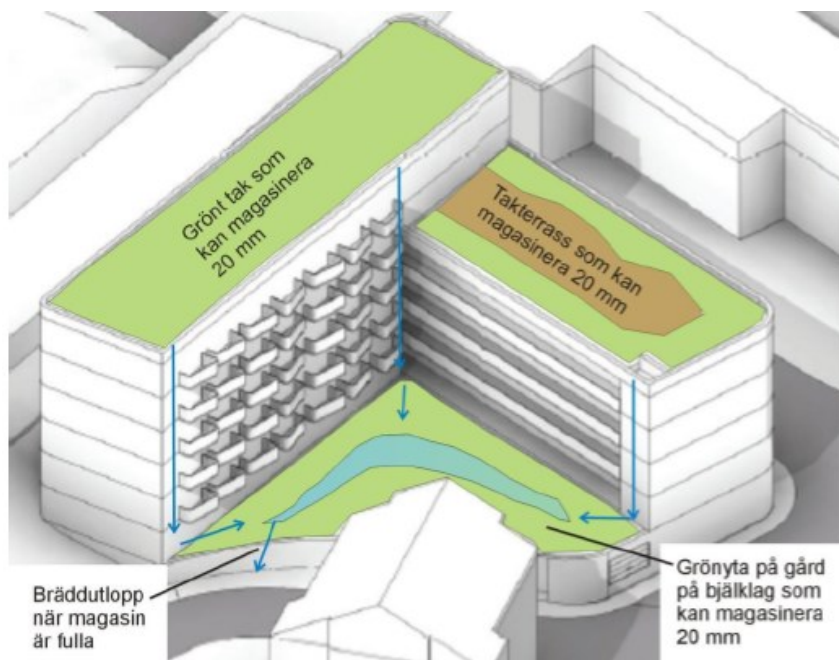 Grönt tak som
kan magasinera
20 mm
Takterrass som kan
magasinera 20 mm
Bräddutlopp
när magasin
är fulla
Grönyta på gård
på bjälklag som
kan magasinera
20 mm